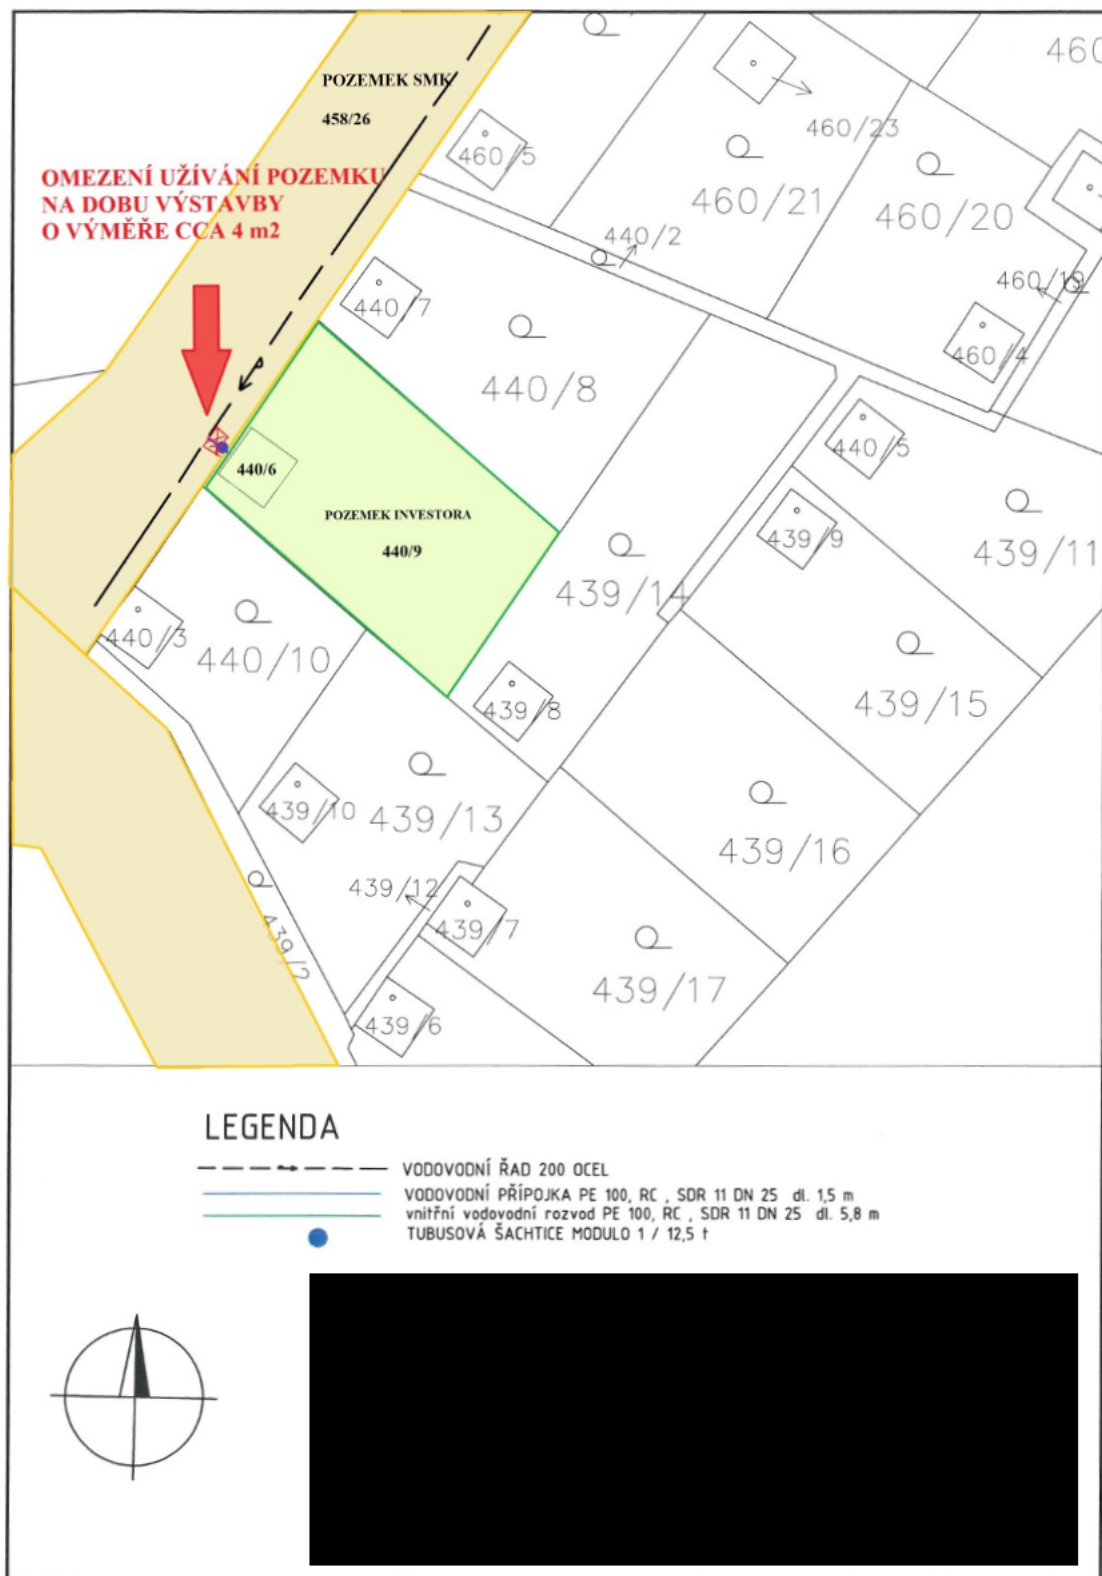 POZEMEK SMK
458/26
OMEZENÍ UŽÍVÁNÍ POZEMKU
NA DOBU VÝSTAVBY
O VÝMĚŘE CCA 4 m2
460/5
460/23
460/21
460/20
440/2
460/19
460/4
440/7
440/8
440/5
440/6
POZEMEK INVESTORA
440/9
439/9
439/11
439/14
440/3
440/10
439/15
439/8
439/10
439/13
439/16
439/12
439/7
439/2
439/17
439/6
LEGENDA
VODOVODNÍ ŘAD 200 OCEL
VODOVODNÍ PŘÍPOJKA PE 100, RC , SDR 11 DN 25 dl. 1,5 m
vnitřní vodovodní rozvod PE 100, RC , SDR 11 DN 25 dl. 5,8 m
TUBUSOVÁ ŠACHTICE MODULO 1 / 12,5 t